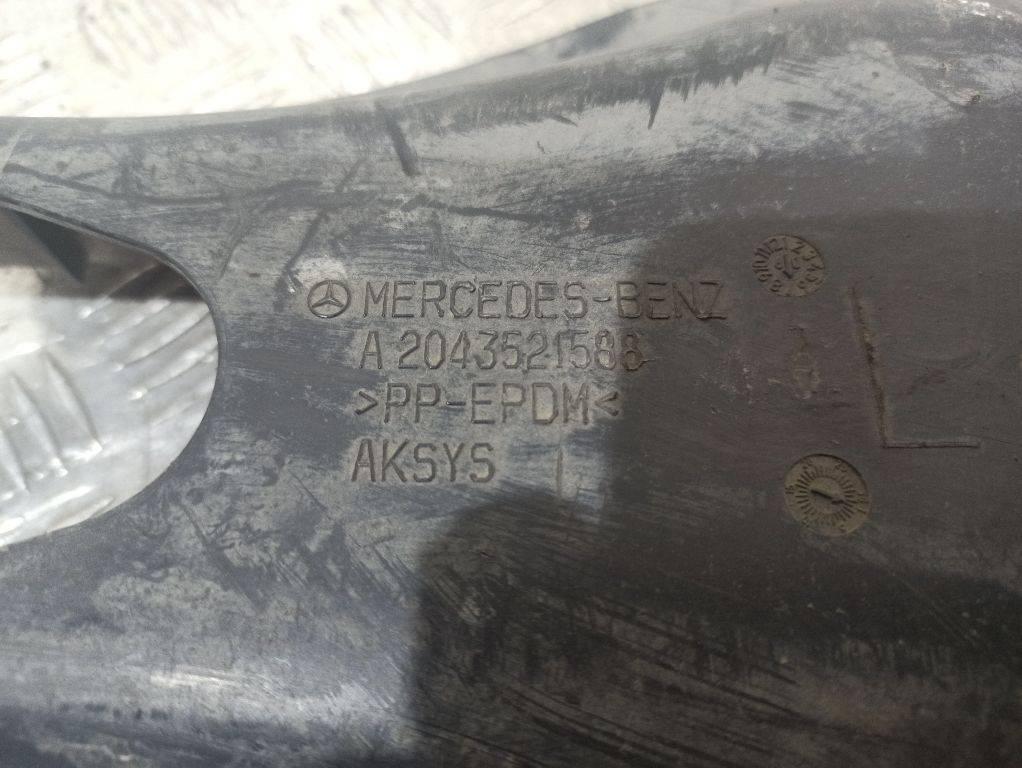 MERCEDES-BENZ
A 2043521588
>PP-EPDM<
AKSYS
L